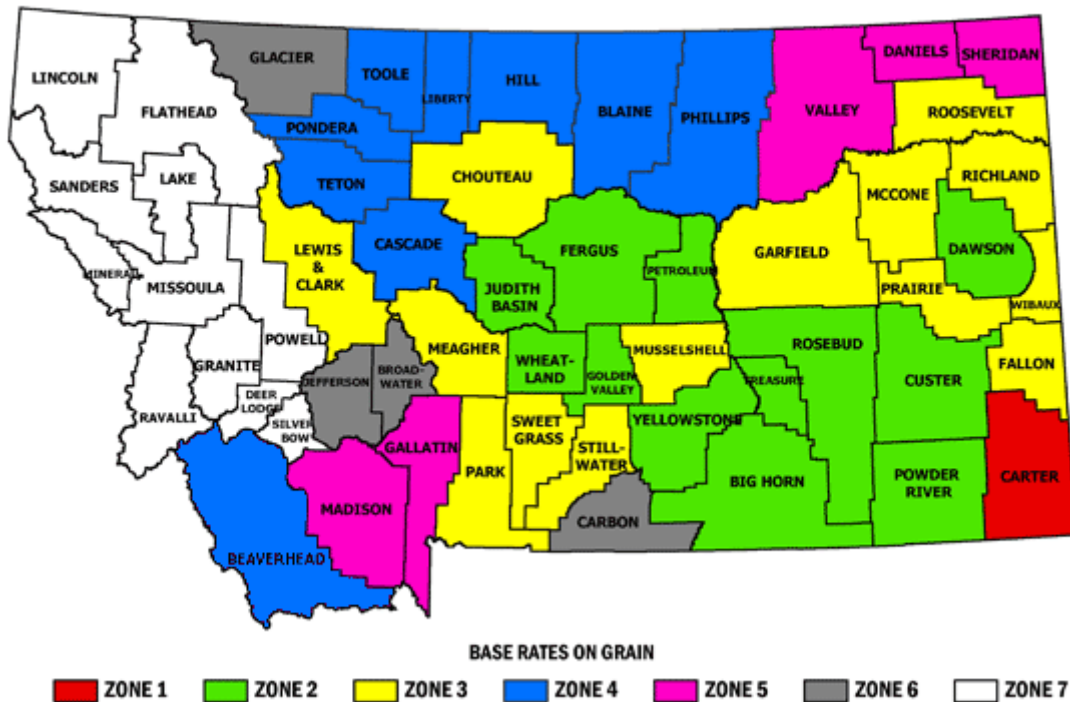 LINCOLN
FLATHEAD
GLACIER
TOOLE
LIBERTY
HILL
BLAINE
PHILLIPS
VALLEY
DANIELS
SHERIDAN
ROOSEVELT
PONDERA
SANDERS
LAKE
TETON
CHOUTEAU
MCCONE
RICHLAND
MINERAL
MISSOULA
LEWIS
&
CLARK
CASCADE
FERGUS
PETROLEUM
GARFIELD
DAWSON
JUDITH
BASIN
PRAIRIE
WIBAUX
POWELL
GRANITE
MEAGHER
WHEAT-
LAND
GOLDEN
VALLEY
MUSSELSHELL
ROSEBUD
TREASURE
CUSTER
FALLON
JEFFERSON
BROAD-
WATER
DEER
LODGE
RAVALLI
SILVER
BOW
GALLATIN
SWEET
GRASS
STILL-
WATER
YELLOWSTONE
PARK
BIG HORN
POWDER
RIVER
CARTER
MADISON
CARBON
BEAVERHEAD
BASE RATES ON GRAIN
ZONE 1 ZONE 2 ZONE 3 ZONE 4 ZONE 5 ZONE 6 ZONE 7